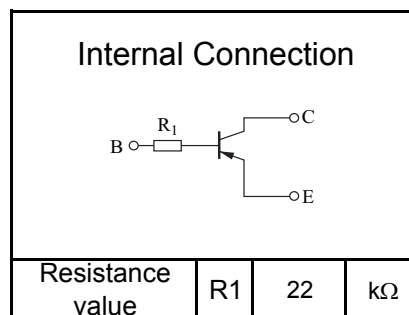 Internal Connection
C
R1
B
E
Resistance value R1 22 kΩ